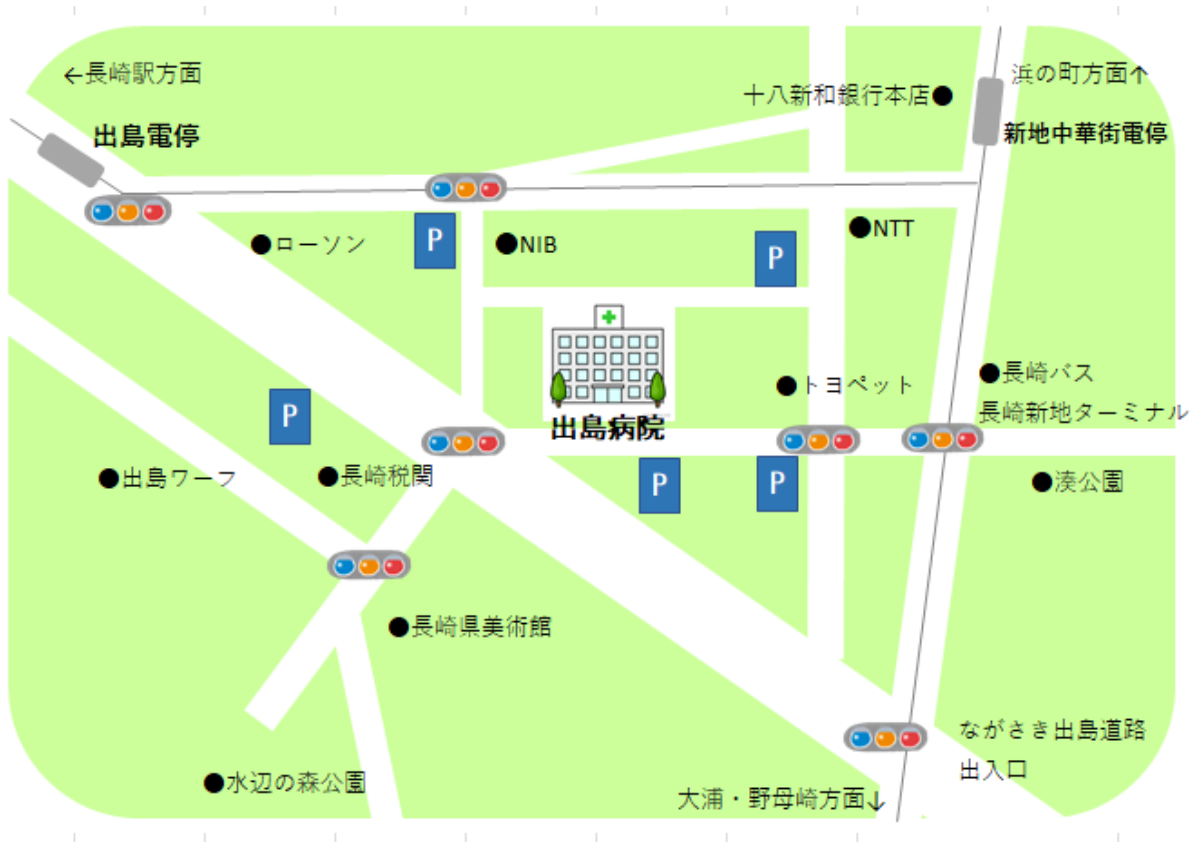 ←長崎駅方面
浜の町方面↑
十八新和銀行本店●
出島電停
新地中華街電停
●ローソン
P
●NIB
P
●NTT
出島病院
●トヨペット
●長崎バス
長崎新地ターミナル
P
●出島ワーフ
●長崎税関
P
P
●湊公園
●長崎県美術館
ながさき出島道路
出入口
●水辺の森公園
大浦・野母崎方面↓